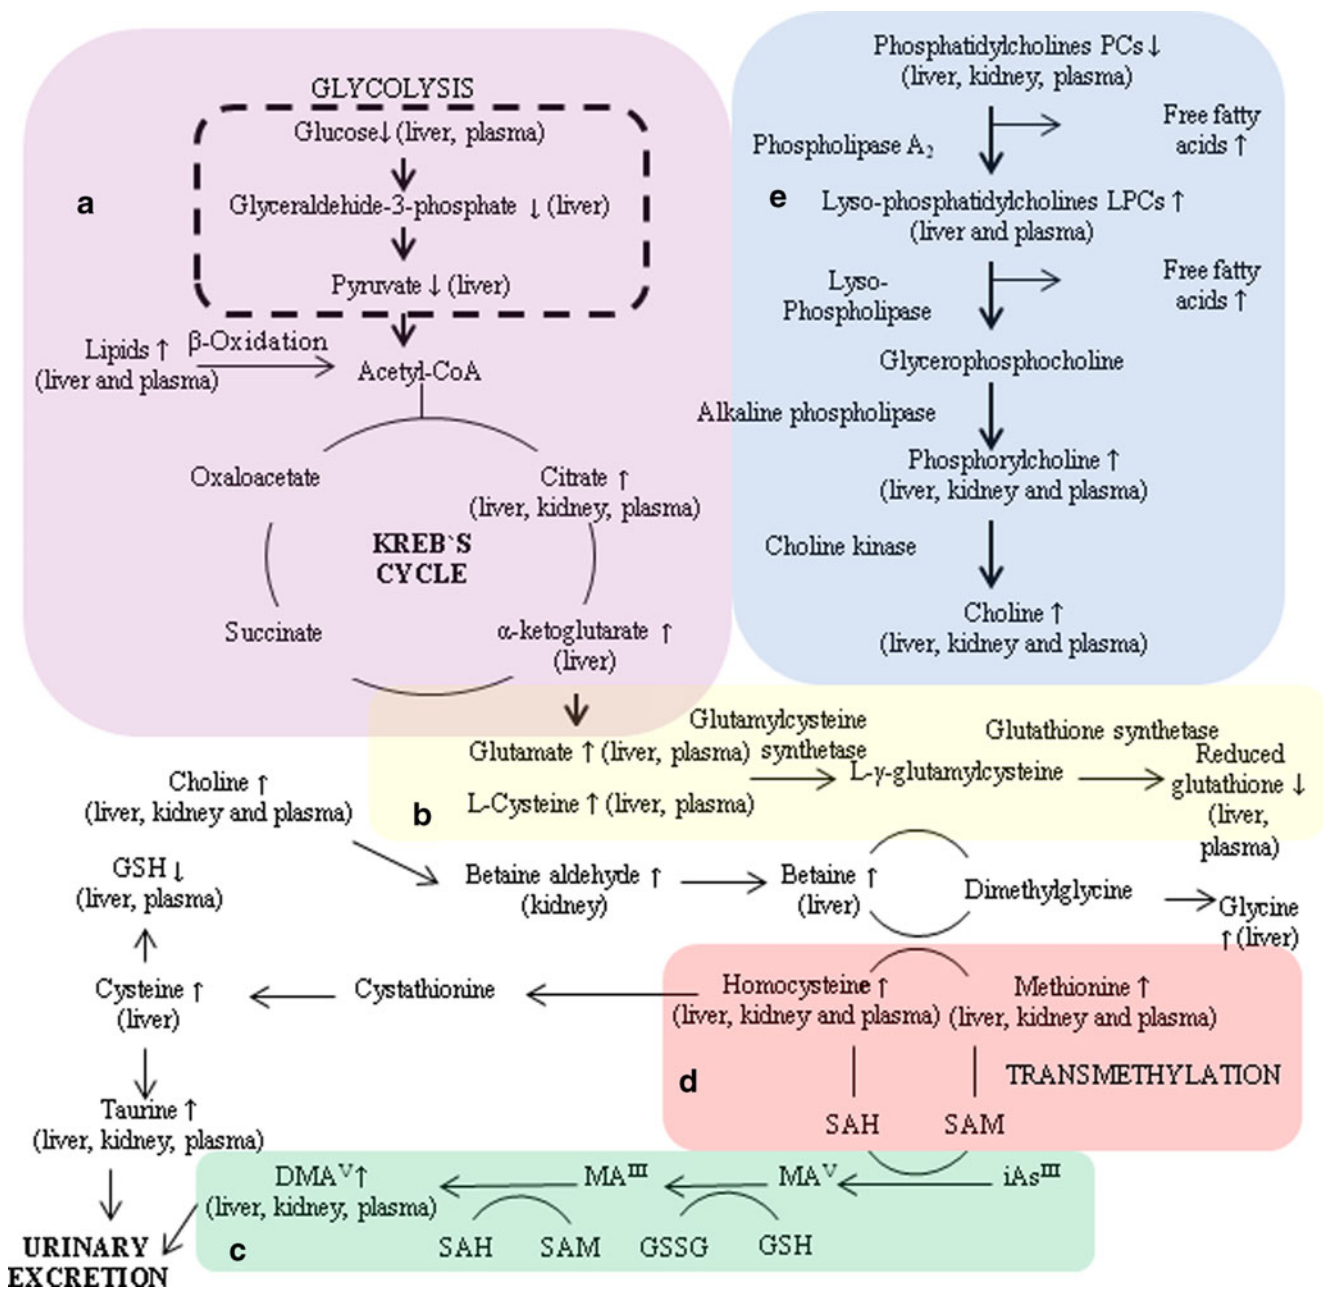 GLYCOLYSIS
Glucose↓ (liver, plasma)
a
Glyceraldehide-3-phosphate ↓ (liver)
Pyruvate ↓ (liver)
Lipids ↑
(liver and plasma)
β-Oxidation
Acetyl-CoA
Oxaloacetate
Citrate ↑
(liver, kidney, plasma)
KREB`S
CYCLE
Succinate
α-ketoglutarate ↑
(liver)
Phosphatidylcholines PCs↓
(liver, kidney, plasma)
Phospholipase A₂
Free fatty
acids ↑
e
Lyso-phosphatidylcholines LPCs ↑
(liver and plasma)
Lyso-
Phospholipase
Free fatty
acids ↑
Glycerophosphocholine
Alkaline phospholipase
Phosphorylcholine ↑
(liver, kidney and plasma)
Choline kinase
Choline ↑
(liver, kidney and plasma)
Glutamate ↑ (liver, plasma)
L-Cysteine ↑ (liver, plasma)
b
Glutamylcysteine
synthetase
L-γ-glutamylcysteine
Glutathione synthetase
Reduced
glutathione ↓
(liver,
plasma)
Choline ↑
(liver, kidney and plasma)
Betaine aldehyde ↑
(kidney)
Betaine ↑
(liver)
Dimethylglycine
Glycine
↑ (liver)
GSH ↓
(liver, plasma)
Cysteine ↑
(liver)
Cystathionine
Homocysteine ↑
(liver, kidney and plasma)
Methionine ↑
(liver, kidney and plasma)
d
TRANSMETHYLATION
SAH
SAM
Taurine ↑
(liver, kidney, plasma)
URINARY
EXCRETION
DMAⱽ↑
(liver, kidney, plasma)
MAᴵᴵᴵ
MAⱽ
iAsᴵᴵᴵ
c
SAH
SAM
GSSG
GSH